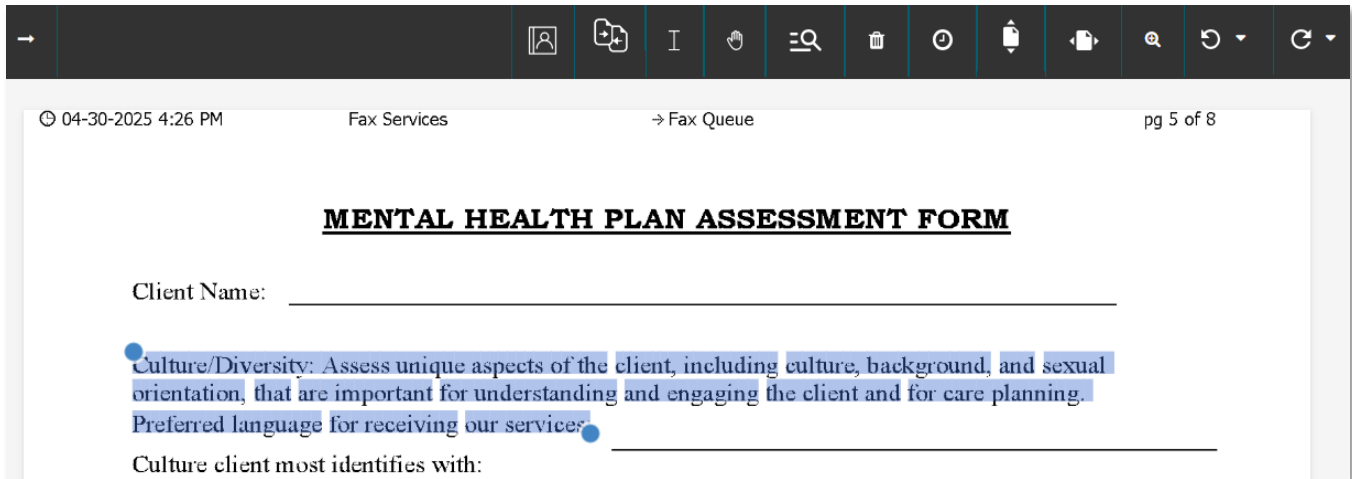 04-30-2025 4:26 PM Fax Services → Fax Queue pg 5 of 8
MENTAL HEALTH PLAN ASSESSMENT FORM
Client Name:
Culture/Diversity: Assess unique aspects of the client, including culture, background, and sexual
orientation, that are important for understanding and engaging the client and for care planning.
Preferred language for receiving our services
Culture client most identifies with: